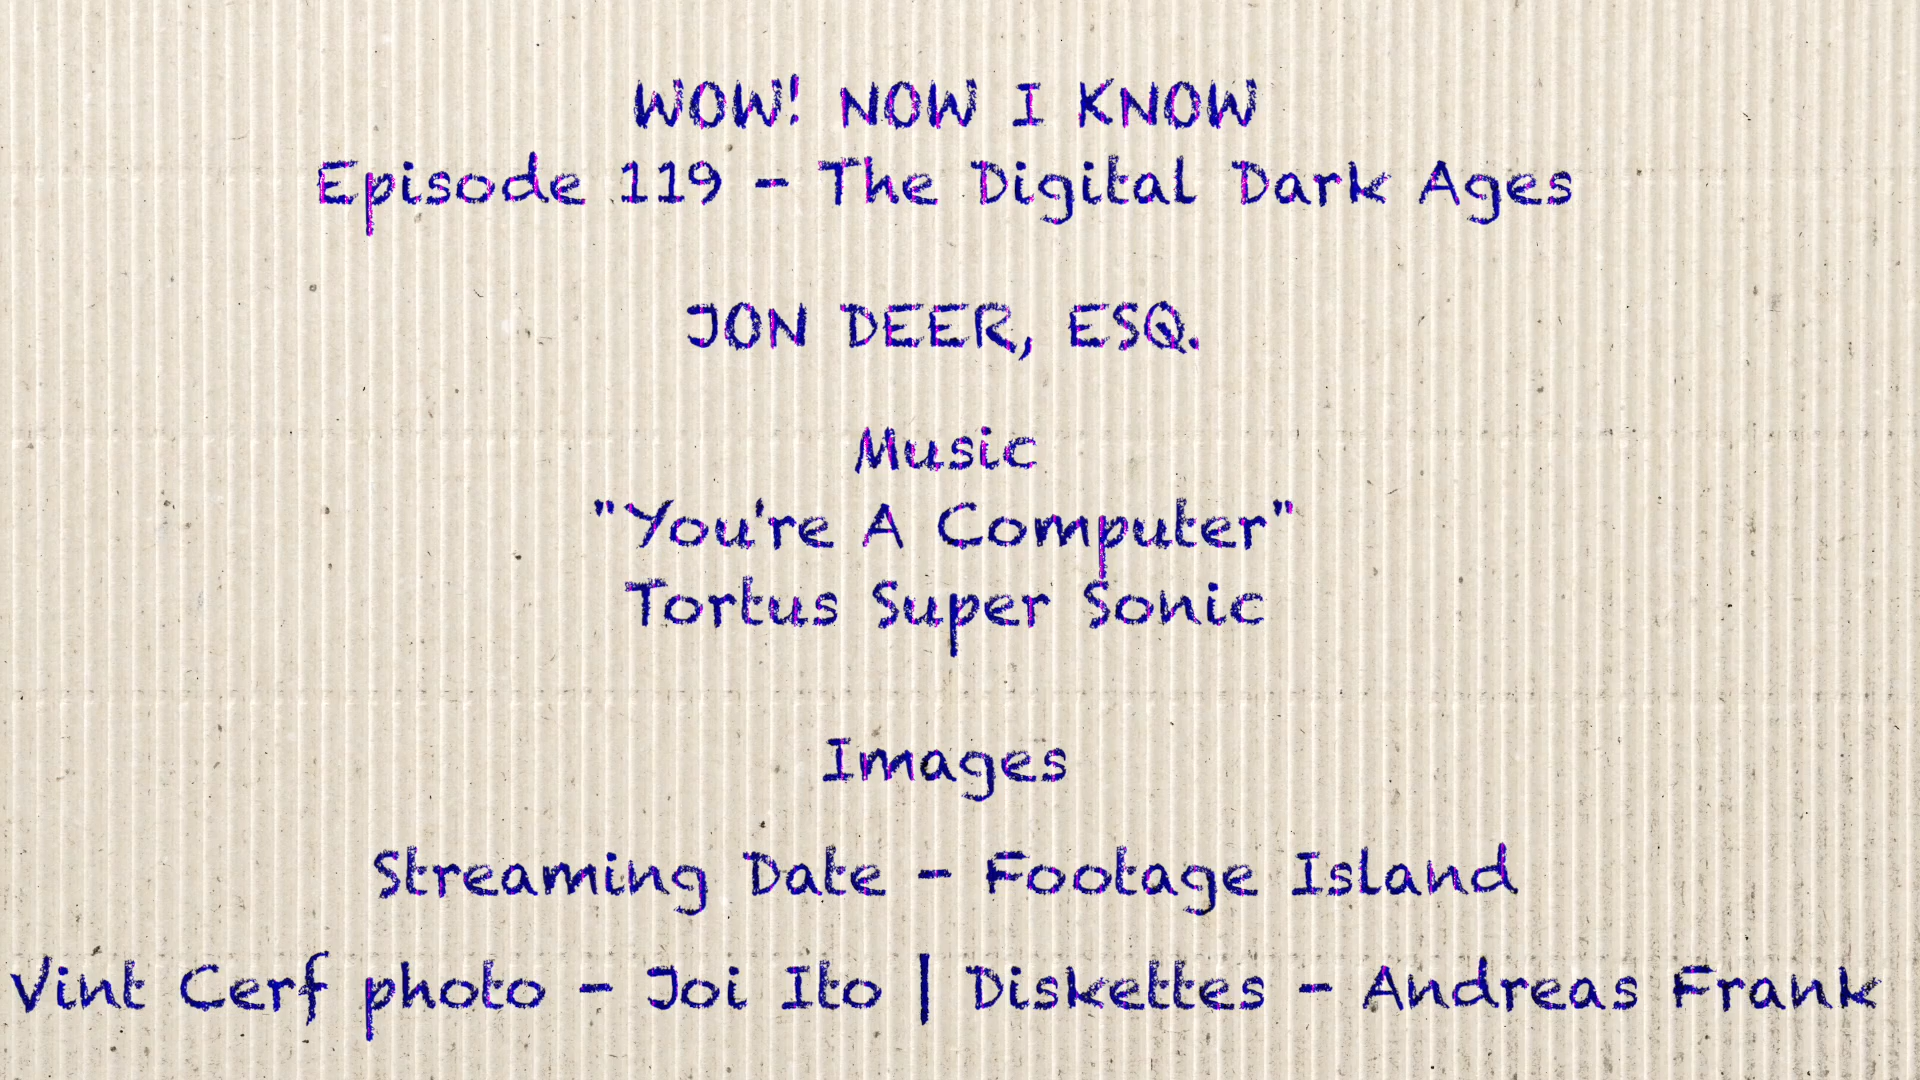 WOW! NOW I KNOW
Episode 119 - The Digital Dark Ages
JON DEER, ESQ.
Music
"You're A Computer"
Tortus Super Sonic
Images
Streaming Date - Footage Island
Vint Cerf photo - Joi Ito | Diskettes - Andreas Frank